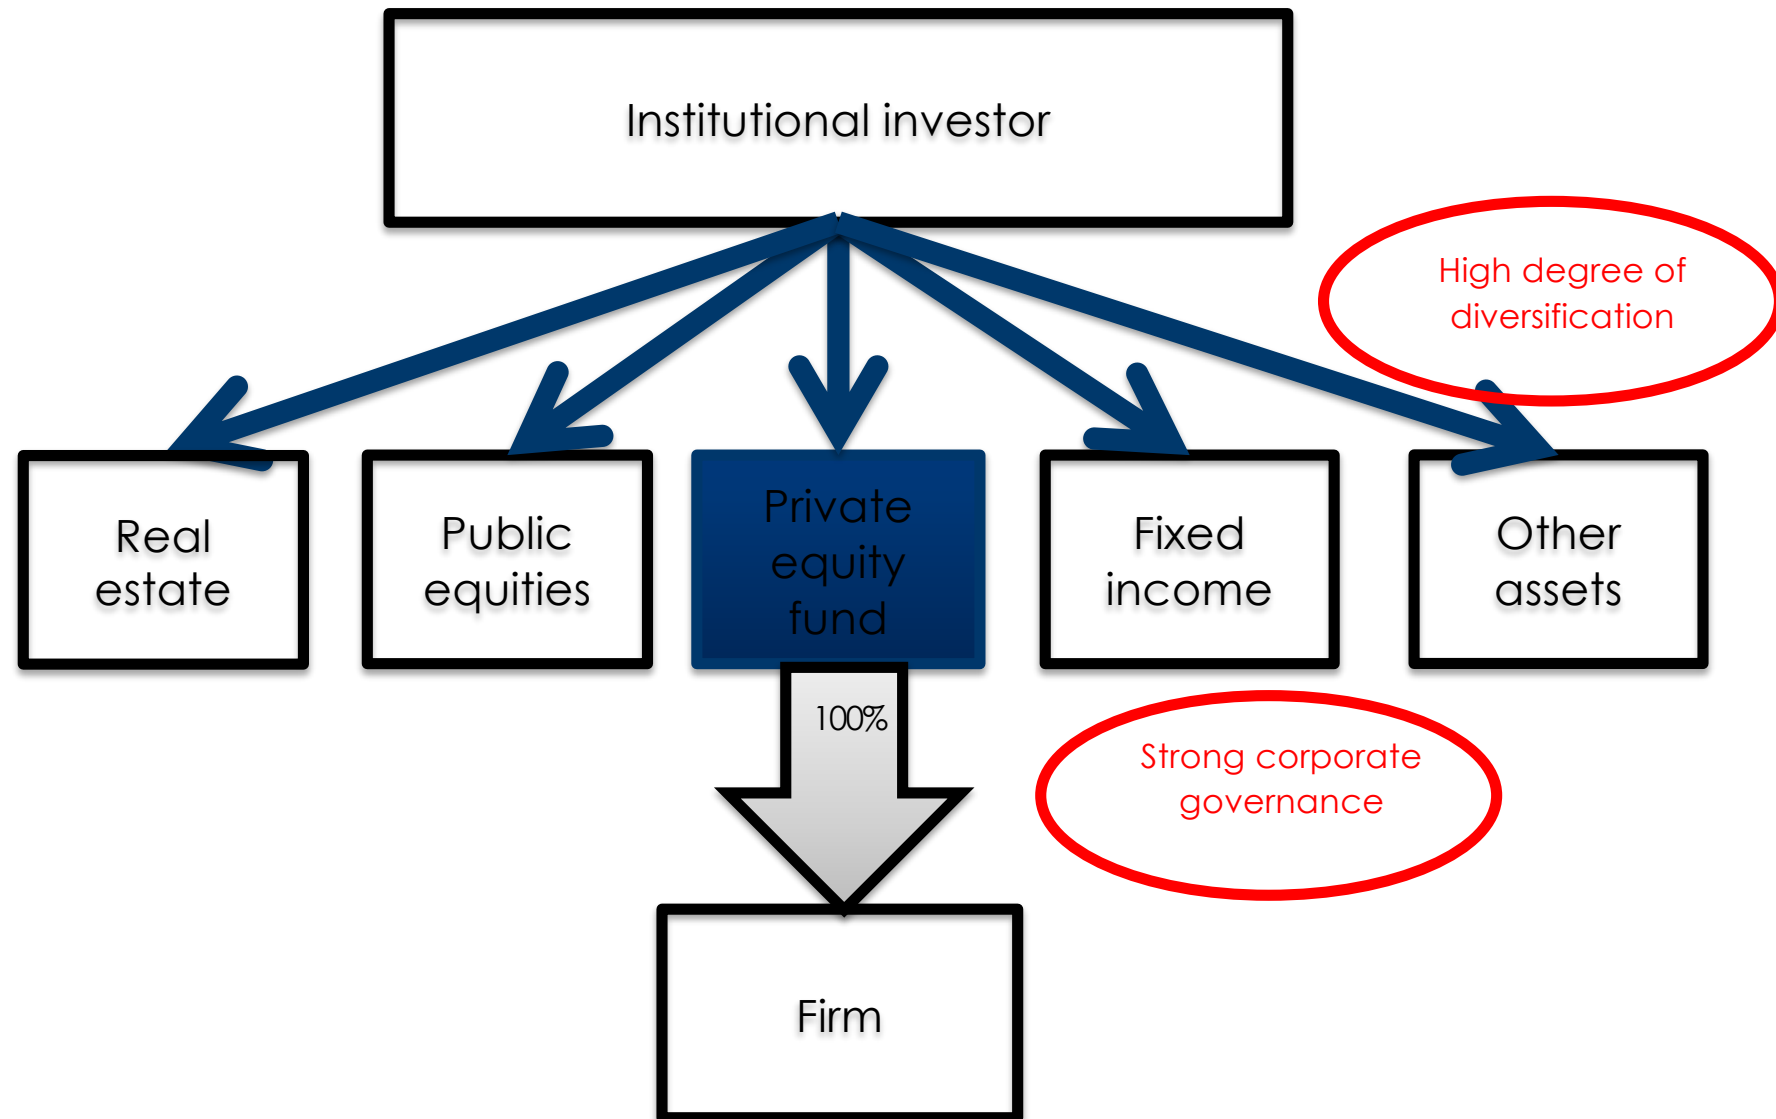 Institutional investor
High degree of
diversification
Real
estate
Public
equities
Private
equity
fund
Fixed
income
Other
assets
100%
Strong corporate
governance
Firm